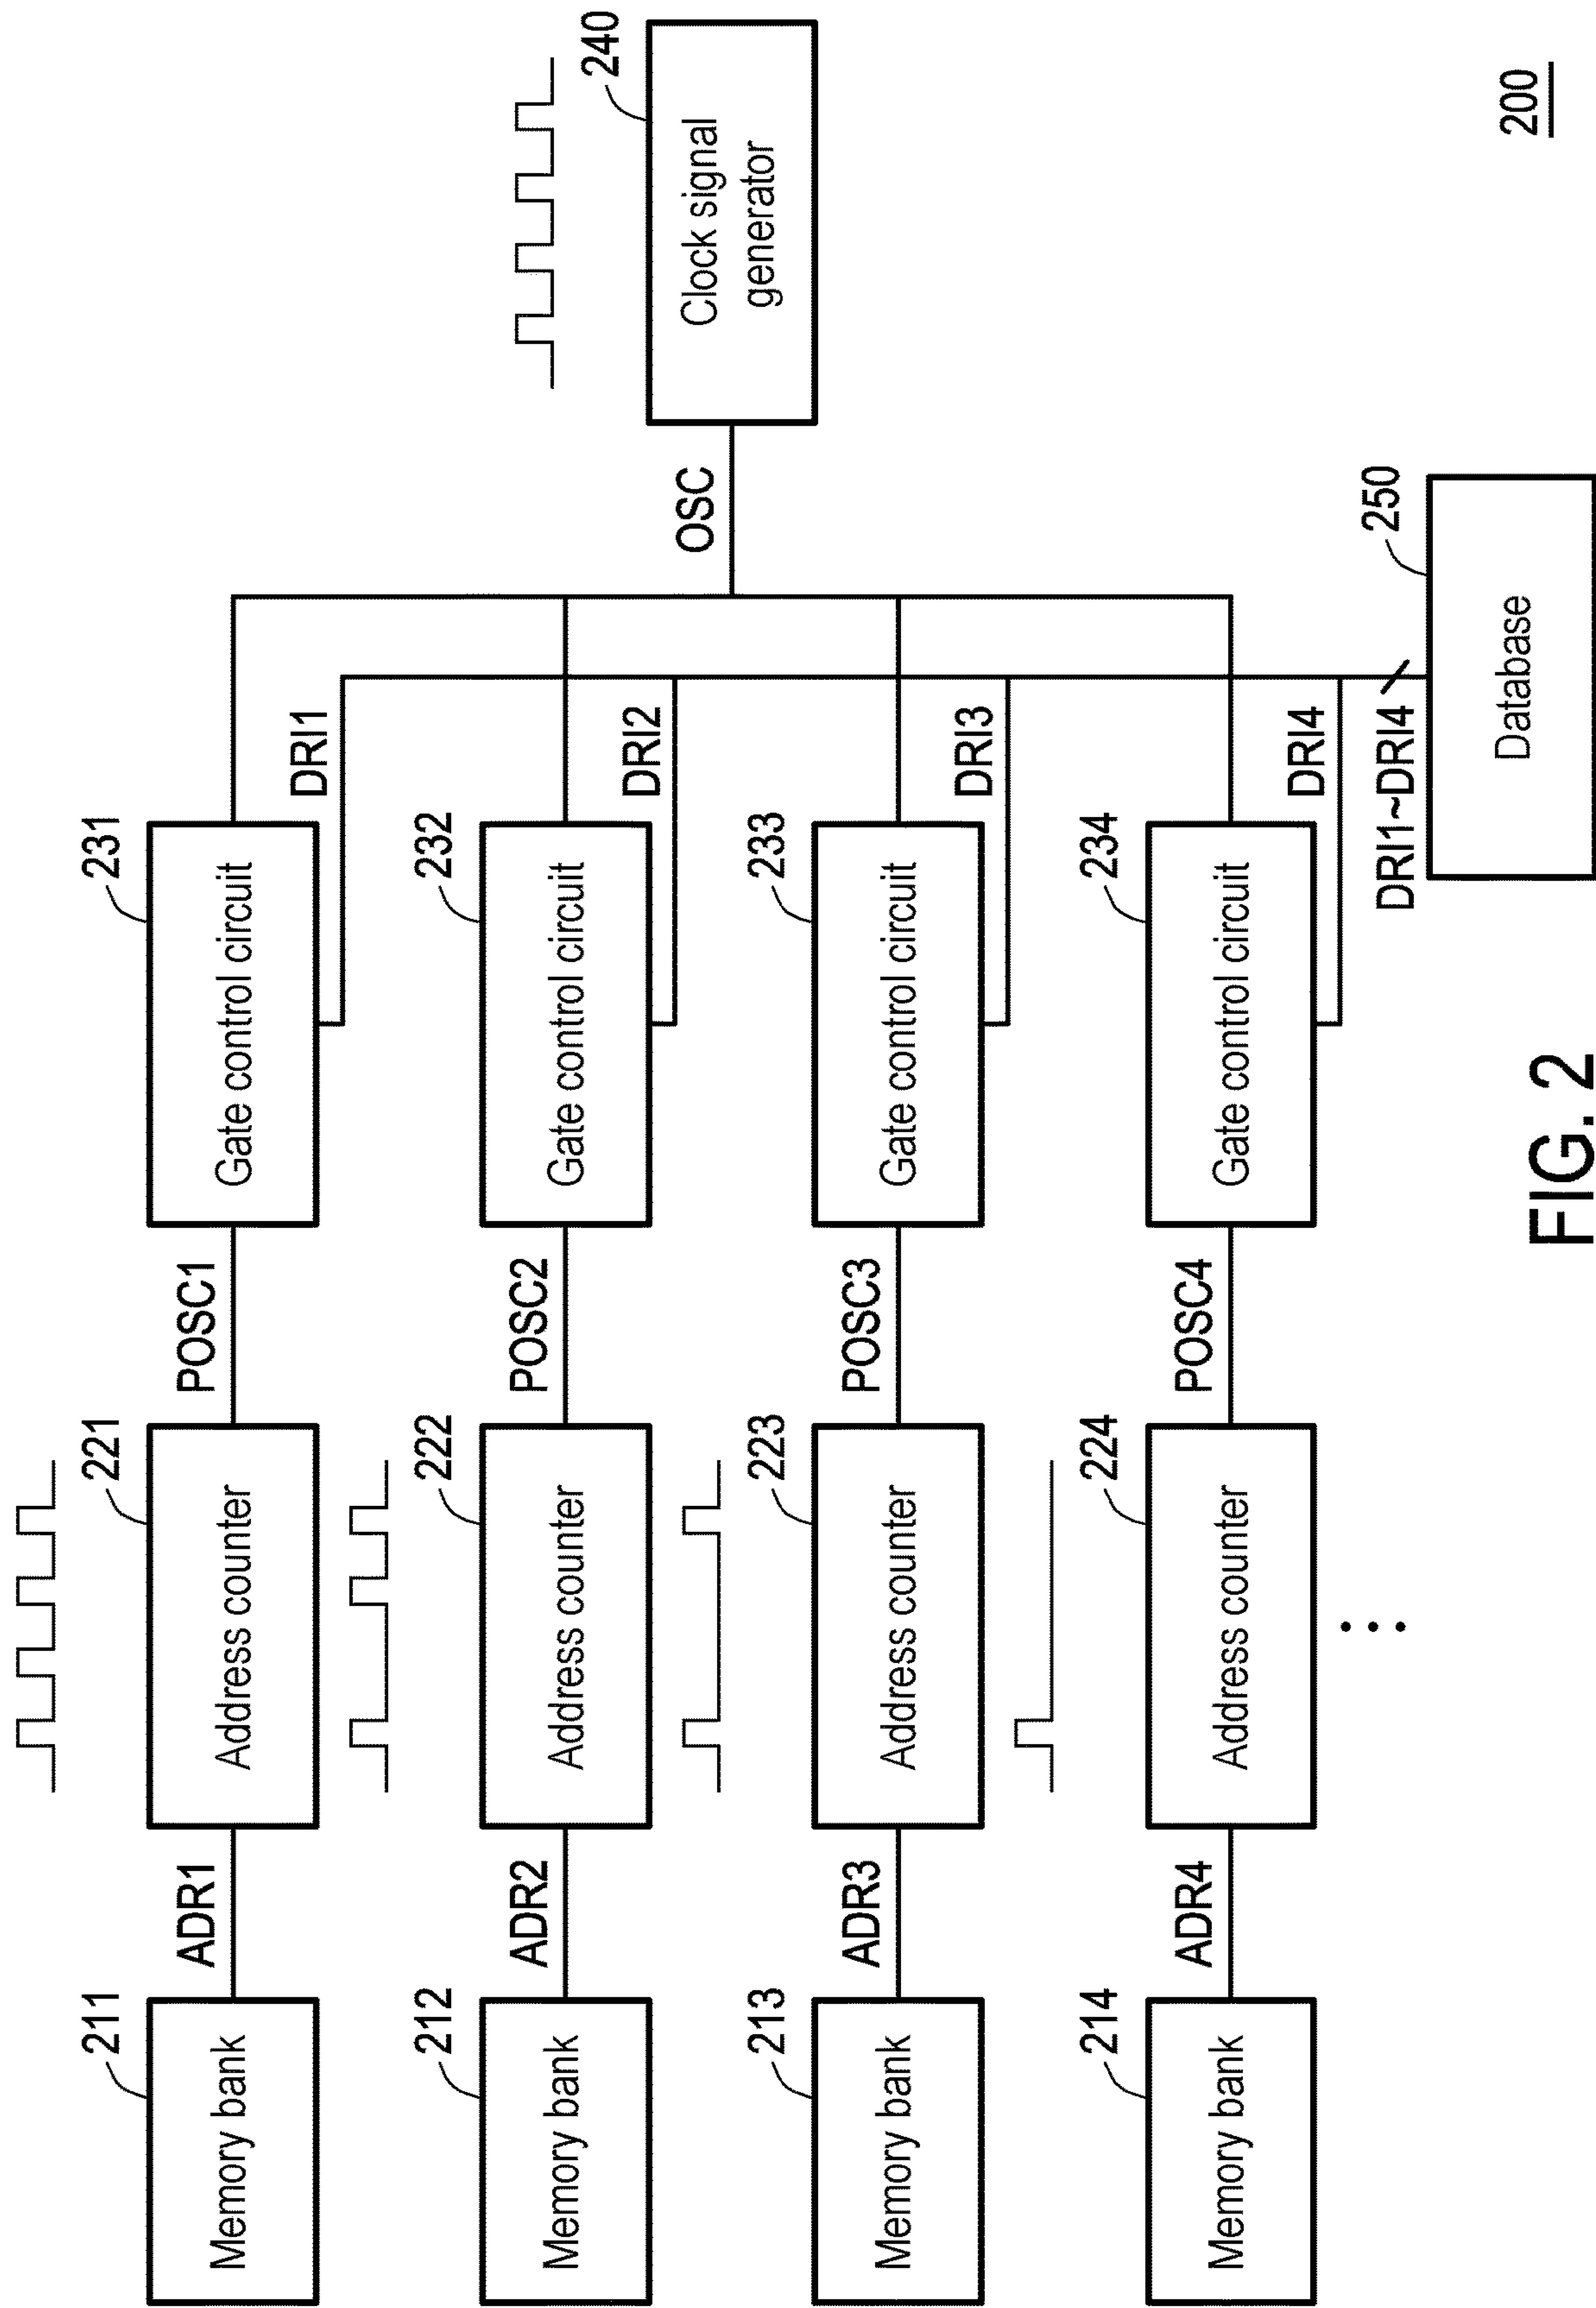 211
221
231
ADR1
POSC1
Memory bank
Address counter
Gate control circuit
DRI1
212
222
232
ADR2
POSC2
Memory bank
Address counter
Gate control circuit
DRI2
240
OSC
Clock signal
generator
213
223
233
ADR3
POSC3
Memory bank
Address counter
Gate control circuit
DRI3
214
224
234
ADR4
POSC4
Memory bank
Address counter
Gate control circuit
DRI4
DRI1~DRI4
250
Database
200
FIG. 2